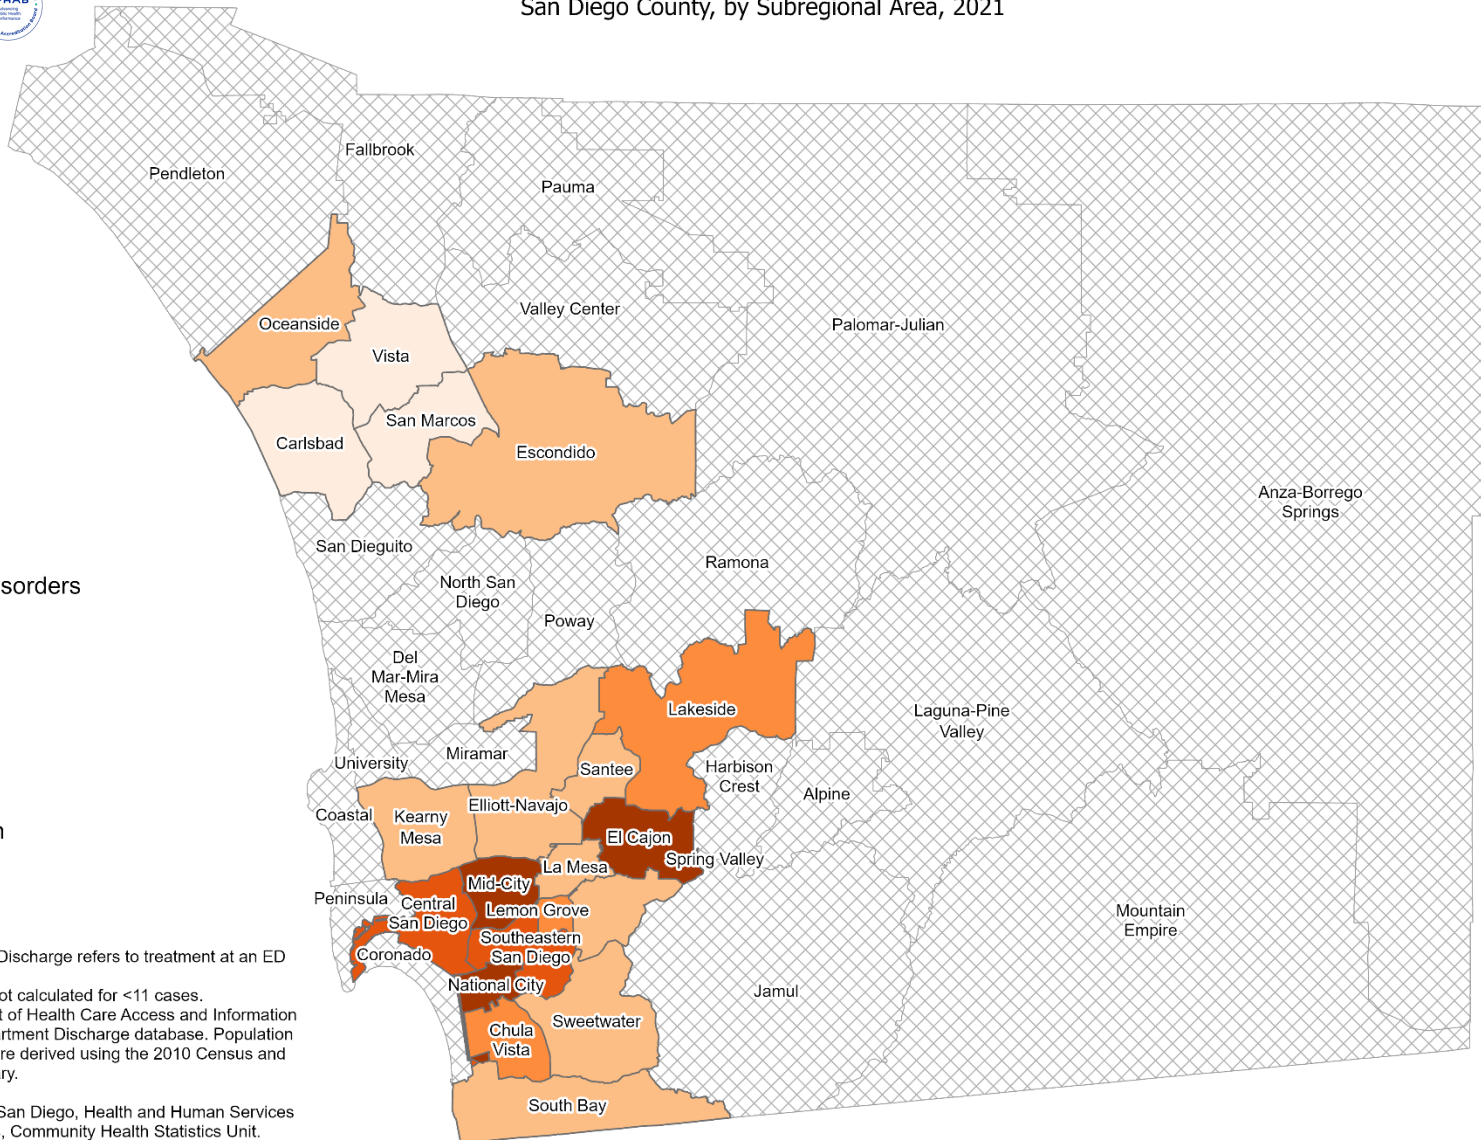 San Diego County, by Subregional Area, 2021
Fallbrook
Pendleton
Pauma
Valley Center
Oceanside
Palomar-Julian
Vista
San Marcos
Carlsbad
Escondido
Anza-Borrego
Springs
San Dieguito
Ramona
North San
Diego
sorders
Poway
Del
Mar-Mira
Mesa
Lakeside
Laguna-Pine
Valley
Miramar
University
Santee
Harbison
Crest
Alpine
Elliott-Navajo
Coastal
Kearny
Mesa
n
El Cajon
La Mesa
Spring Valley
Mid-City
Peninsula
Central
San Diego
Lemon Grove
Mountain
Empire
Southeastern
San Diego
Coronado
National City
Jamul
Sweetwater
Chula
Vista
South Bay
Discharge refers to treatment at an ED
ot calculated for <11 cases.
t of Health Care Access and Information
artment Discharge database. Population
re derived using the 2010 Census and
ary.
San Diego, Health and Human Services
, Community Health Statistics Unit.